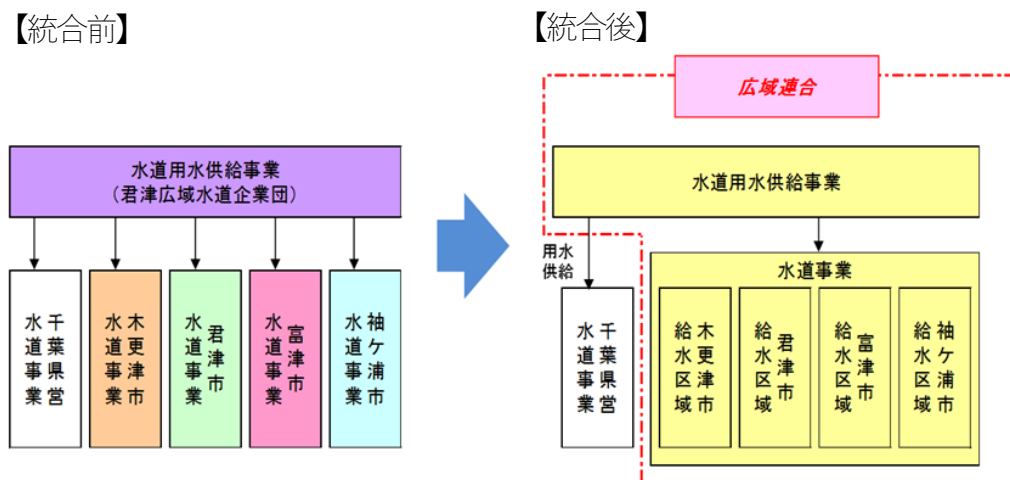 【統合前】
水道用水供給事業
（君津広域水道企業団）
千葉県営
水道事業
木更津市
水道事業
君津市
水道事業
富津市
水道事業
袖ケ浦市
水道事業
【統合後】
広域連合
水道用水供給事業
用水
供給
水道事業
千葉県営
水道事業
木更津市
給水区域
君津市
給水区域
富津市
給水区域
袖ケ浦市
給水区域